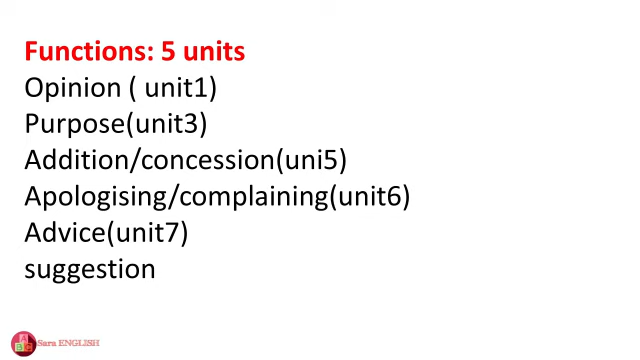 Functions: 5 units
Opinion ( unit1)
Purpose(unit3)
Addition/concession(uni5)
Apologising/complaining(unit6)
Advice(unit7)
suggestion
Sara ENGLISH